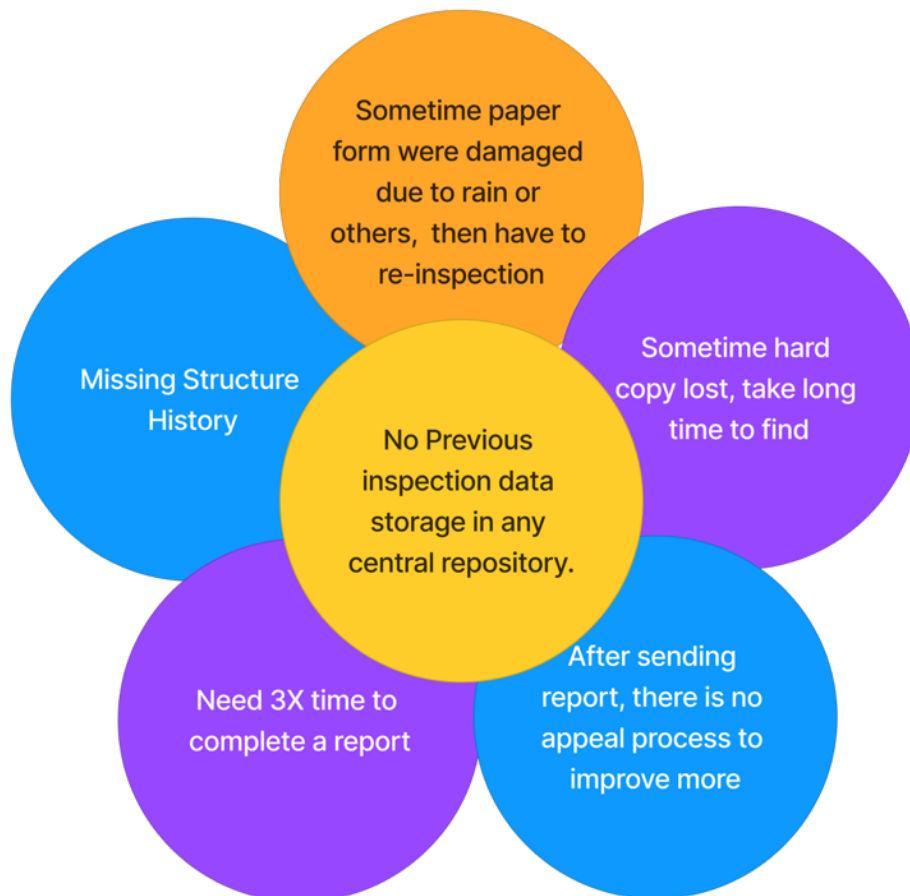 Sometime paper
form were damaged
due to rain or
others,  then have to
re-inspection
Sometime hard
copy lost, take long
time to find
Missing Structure
History
No Previous
inspection data
storage in any
central repository.
After sending
report, there is no
appeal process to
improve more
Need 3X time to
complete a report